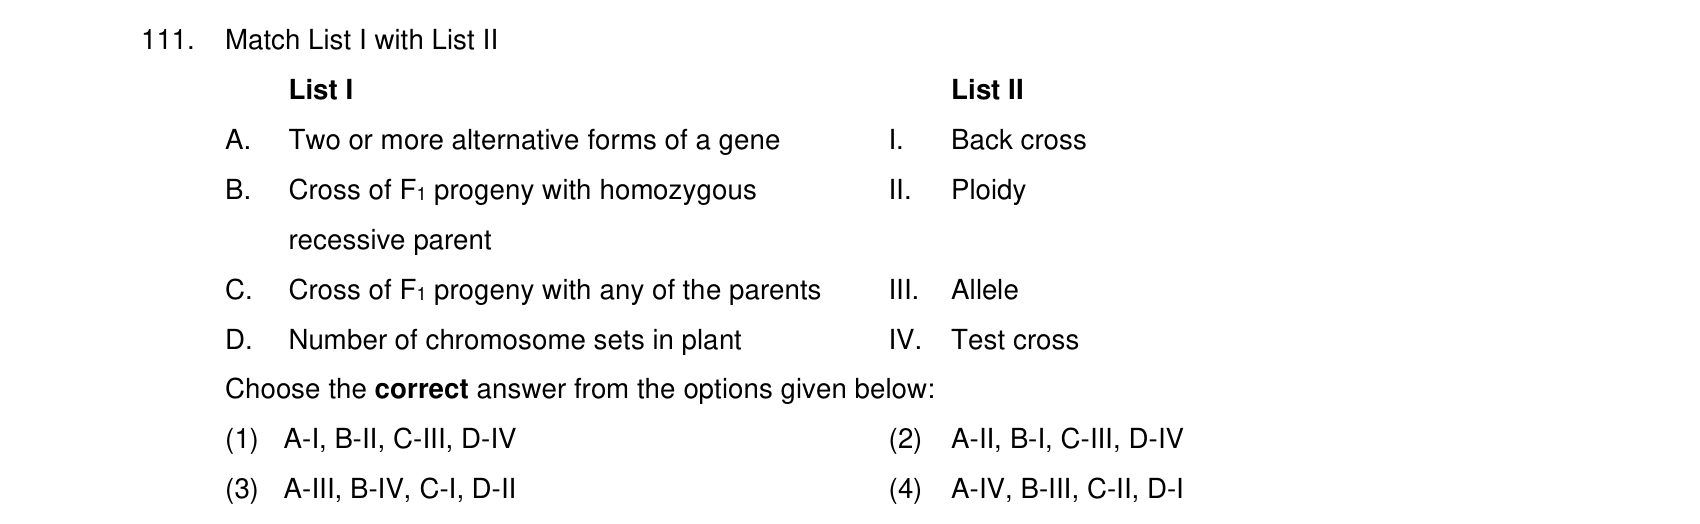 111. Match List I with List II
List I List II
A. Two or more alternative forms of a gene I. Back cross
B. Cross of F₁ progeny with homozygous II. Ploidy
recessive parent
C. Cross of F₁ progeny with any of the parents III. Allele
D. Number of chromosome sets in plant IV. Test cross
Choose the correct answer from the options given below:
(1) A-I, B-II, C-III, D-IV (2) A-II, B-I, C-III, D-IV
(3) A-III, B-IV, C-I, D-II (4) A-IV, B-III, C-II, D-I